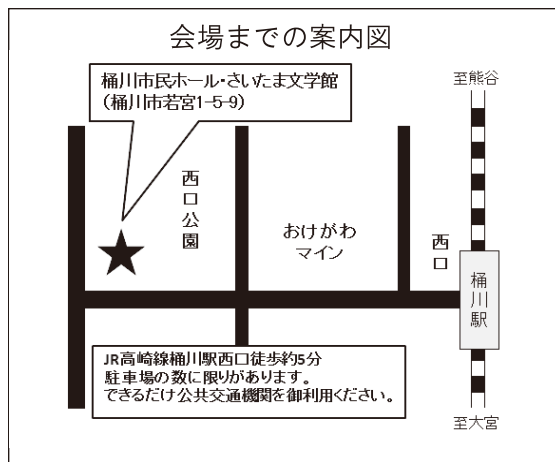 会場までの案内図
桶川市民ホール・さいたま文学館
（桶川市若宮1-5-9）
至熊谷
西口公園
おけがわ
マイン
西口
桶川駅
JR高崎線桶川駅西口徒歩約5分
駐車場の数に限りがあります。
できるだけ公共交通機関を御利用ください。
至大宮